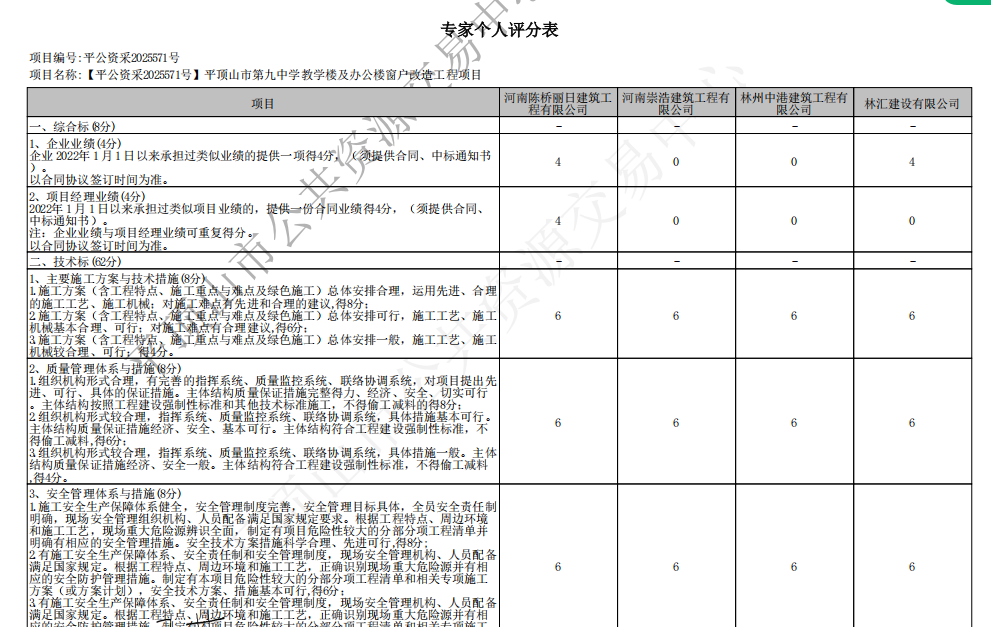 专家个人评分表
项目编号:平公资采2025571号
项目名称:【平公资采2025571号】平顶山市第九中学教学楼及办公楼窗户改造工程项目
项目 河南陈桥丽日建筑工程有限公司 河南崇浩建筑工程有限公司 林州中港建筑工程有限公司 林汇建设有限公司
一、综合标(8分) – – – –
1、企业业绩(4分)
企业 2022年 1 月 1 日以来承担过类似业绩的提供一项得4分，（须提供合同、中标通知书
）。
以合同协议签订时间为准。
4 0 0 4
2、项目经理业绩(4分)
2022年 1 月 1 日以来承担过类似项目业绩的，提供一份合同业绩得4分，（须提供合同、
中标通知书）。
注：企业业绩与项目经理业绩可重复得分。
以合同协议签订时间为准。
4 0 0 0
二、技术标(62分) – – – –
1、主要施工方案与技术措施(8分)
1.施工方案（含工程特点、施工重点与难点及绿色施工）总体安排合理，运用先进、合理
的施工工艺、施工机械；对施工难点有先进和合理的建议,得8分；
2.施工方案（含工程特点、施工重点与难点及绿色施工）总体安排可行，施工工艺、施工
机械基本合理、可行；对施工难点有合理建议,得6分；
3.施工方案（含工程特点、施工重点与难点及绿色施工）总体安排一般，施工工艺、施工
机械较合理、可行；得4分。
6 6 6 6
2、质量管理体系与措施(8分)
1.组织机构形式合理，有完善的指挥系统、质量监控系统、联络协调系统，对项目提出先
进、可行、具体的保证措施。主体结构质量保证措施完整得力、经济、安全、切实可行
。主体结构按照工程建设强制性标准和其他技术标准施工，不得偷工减料的得8分；
2.组织机构形式较合理，指挥系统、质量监控系统、联络协调系统，具体措施基本可行。
主体结构质量保证措施经济、安全、基本可行。主体结构符合工程建设强制性标准，不
得偷工减料,得6分；
3.组织机构形式较合理，指挥系统、质量监控系统、联络协调系统，具体措施一般。主体
结构质量保证措施经济、安全一般。主体结构符合工程建设强制性标准，不得偷工减料
,得4分。
6 6 6 6
3、安全管理体系与措施(8分)
1.施工安全生产保障体系健全，安全管理制度完善，安全管理目标具体，全员安全责任制
明确，现场安全管理组织机构、人员配备满足国家规定要求。根据工程特点、周边环境
和施工工艺，现场重大危险源辨识全面，制定有项目危险性较大的分部分项工程清单并
明确有相应的安全管理措施。安全技术方案措施科学合理、先进可行,得8分；
2.有施工安全生产保障体系、安全责任制和安全管理制度，现场安全管理机构、人员配备
满足国家规定。根据工程特点、周边环境和施工工艺，正确识别现场重大危险源并有相
应的安全防护管理措施。制定有本项目危险性较大的分部分项工程清单和相关专项施工
方案（或方案计划），安全技术方案、措施基本可行,得6分；
3.有施工安全生产保障体系、安全责任制和安全管理制度，现场安全管理机构、人员配备
满足国家规定。根据工程特点、周边环境和施工工艺，正确识别现场重大危险源并有相
应的安全防护管理措施。制定有本项目危险性较大的分部分项工程清单和相关专项施工
6 6 6 6